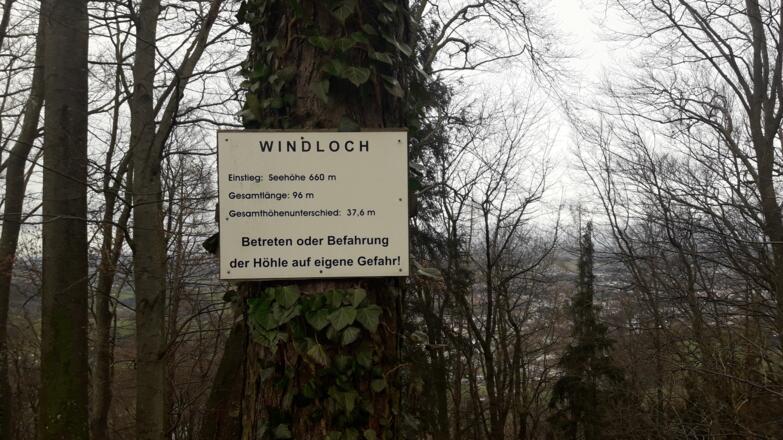 WINDLOCH
Einstieg: Seehöhe 660 m
Gesamtlänge: 96 m
Gesamthöhenunterschied: 37,6 m
Betreten oder Befahrung
der Höhle auf eigene Gefahr!